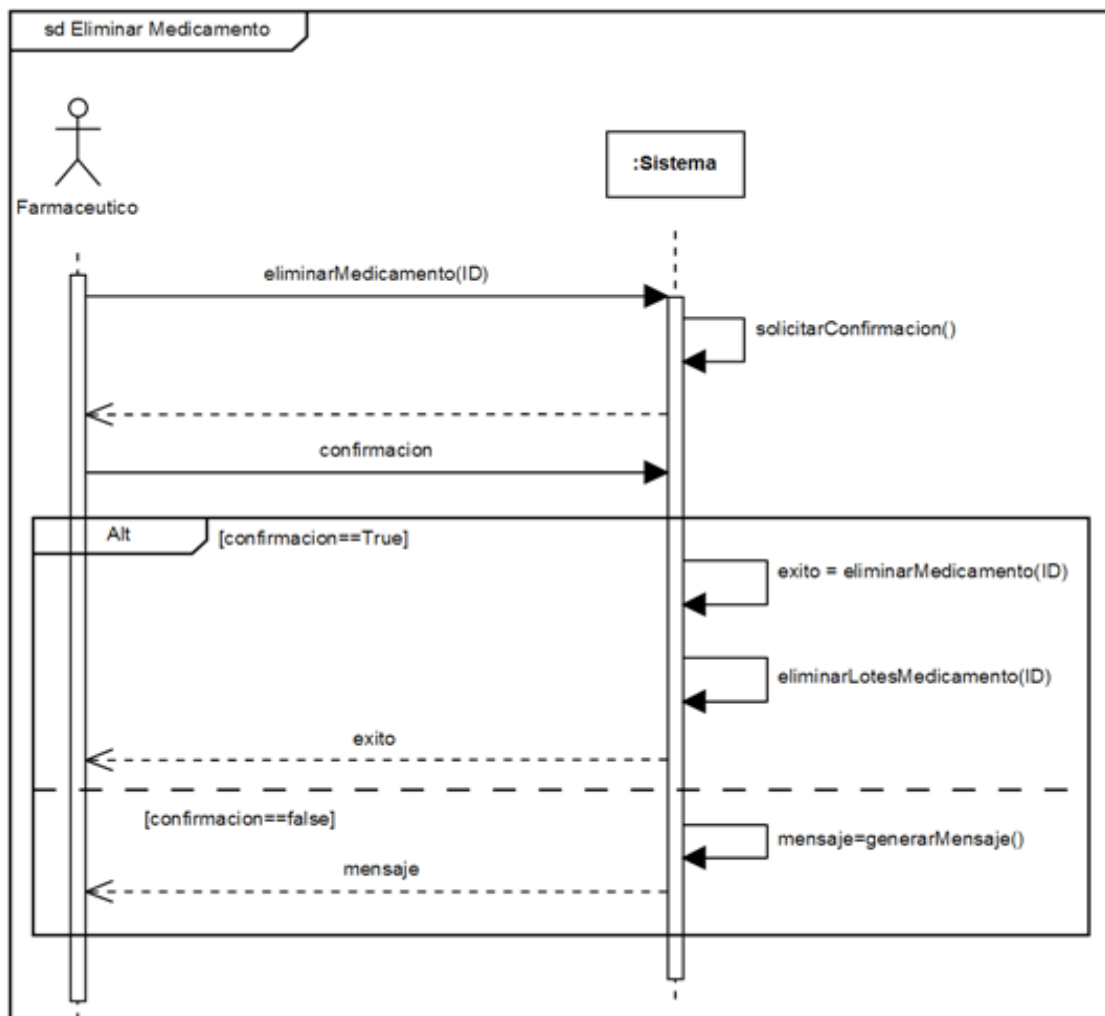 sd Eliminar Medicamento
:Sistema
Farmaceutico
eliminarMedicamento(ID)
solicitarConfirmacion()
confirmacion
Alt
[confirmacion==True]
exito = eliminarMedicamento(ID)
eliminarLotesMedicamento(ID)
exito
[confirmacion==false]
mensaje=generarMensaje()
mensaje